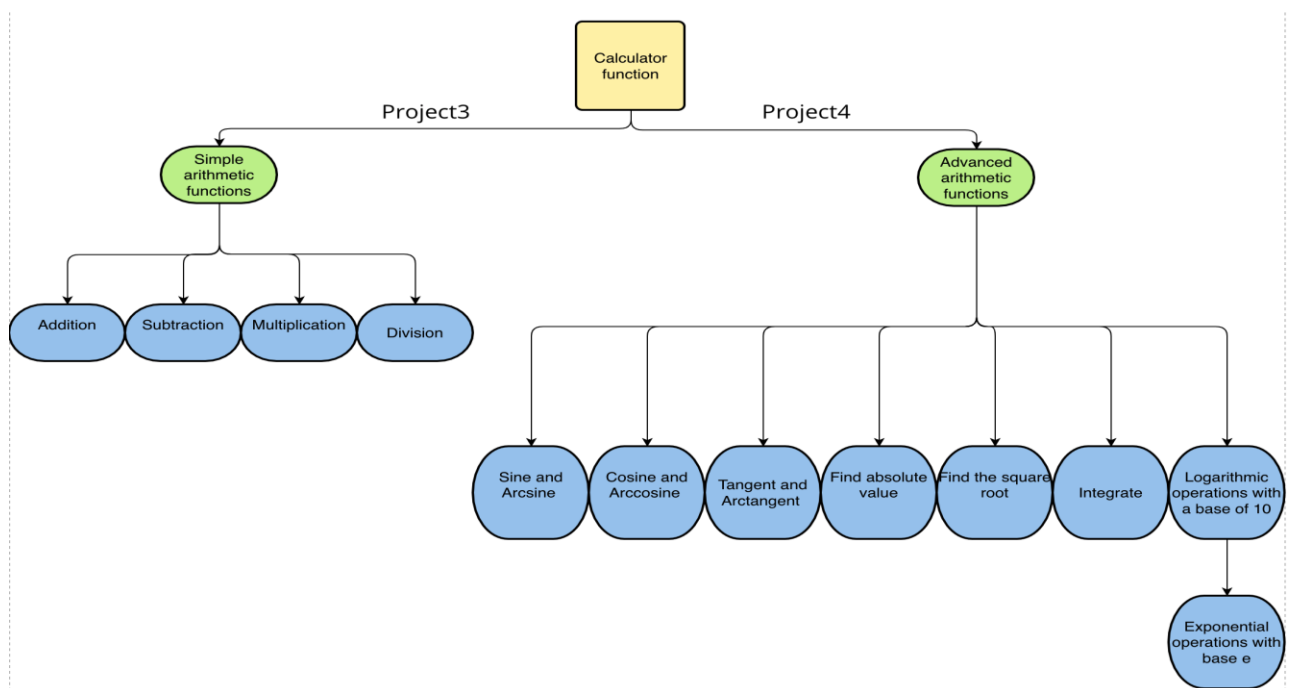 Calculator
function
Project3
Project4
Simple
arithmetic
functions
Advanced
arithmetic
functions
Addition
Subtraction
Multiplication
Division
Sine and
Arcsine
Cosine and
Arccosine
Tangent and
Arctangent
Find absolute
value
Find the square
root
Integrate
Logarithmic
operations with
a base of 10
Exponential
operations with
base e